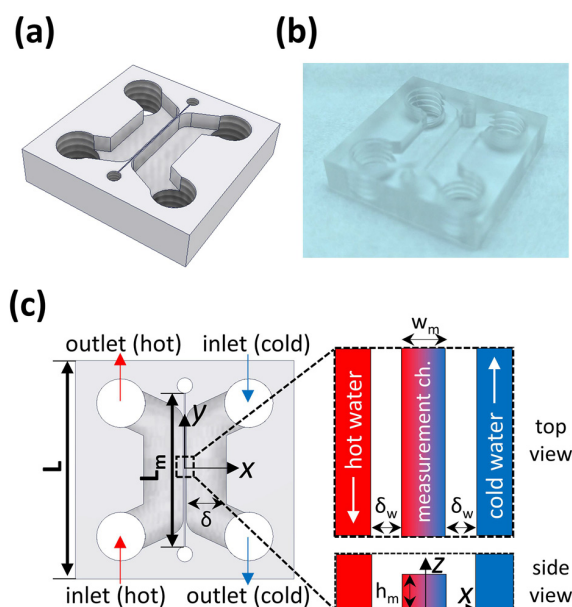 (a)
(b)
(c)
outlet (hot)
inlet (cold)
L
Lm
y
x
δ
inlet (hot)
outlet (cold)
wm
hot water
measurement ch.
cold water
δw
δw
top
view
z
hm
x
side
view